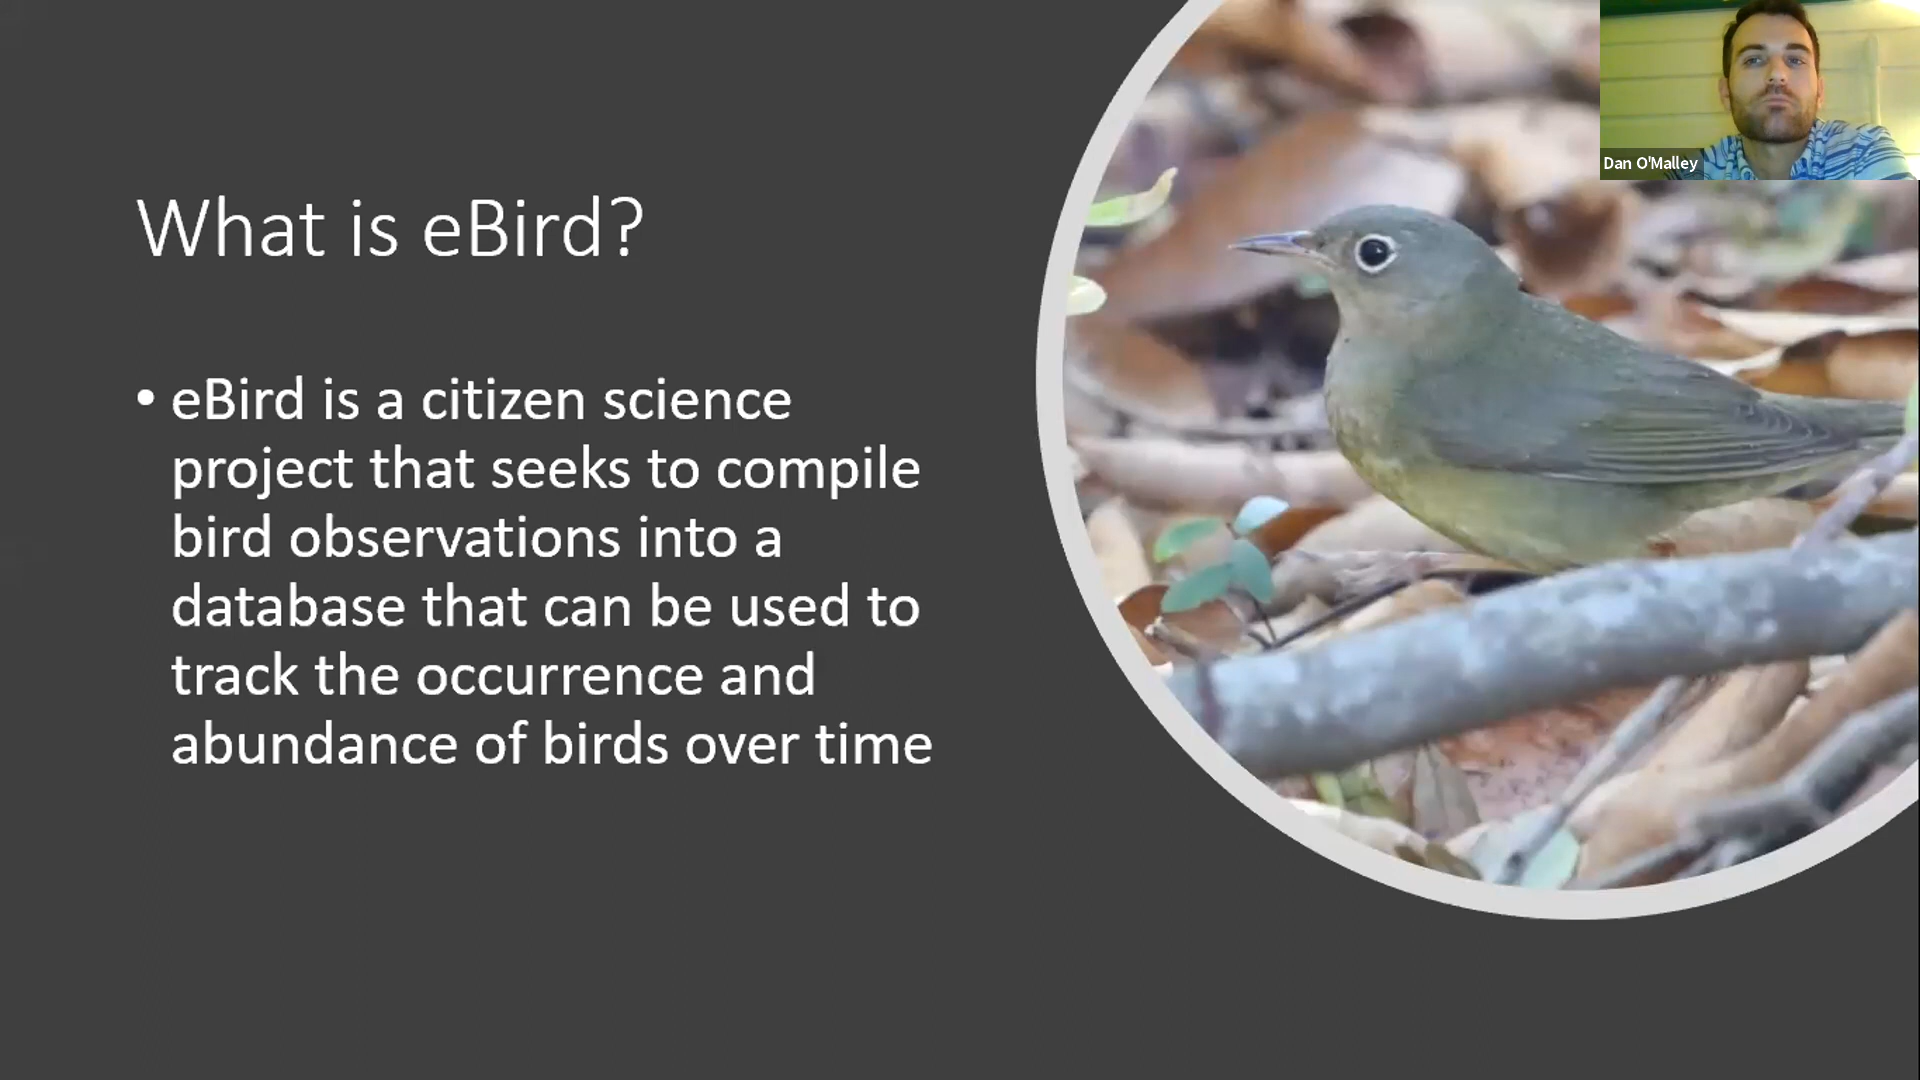 What is eBird?
• eBird is a citizen science
project that seeks to compile
bird observations into a
database that can be used to
track the occurrence and
abundance of birds over time
Dan O'Malley